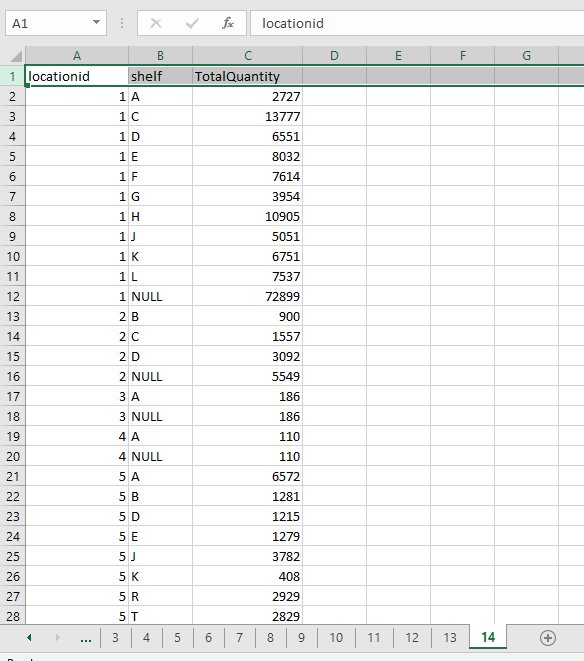 A1 fx locationid
A B C D E F G
1 locationid shelf TotalQuantity
2 1 A 2727
3 1 C 13777
4 1 D 6551
5 1 E 8032
6 1 F 7614
7 1 G 3954
8 1 H 10905
9 1 J 5051
10 1 K 6751
11 1 L 7537
12 1 NULL 72899
13 2 B 900
14 2 C 1557
15 2 D 3092
16 2 NULL 5549
17 3 A 186
18 3 NULL 186
19 4 A 110
20 4 NULL 110
21 5 A 6572
22 5 B 1281
23 5 D 1215
24 5 E 1279
25 5 J 3782
26 5 K 408
27 5 R 2929
28 5 T 2829
... 3 4 5 6 7 8 9 10 11 12 13 14